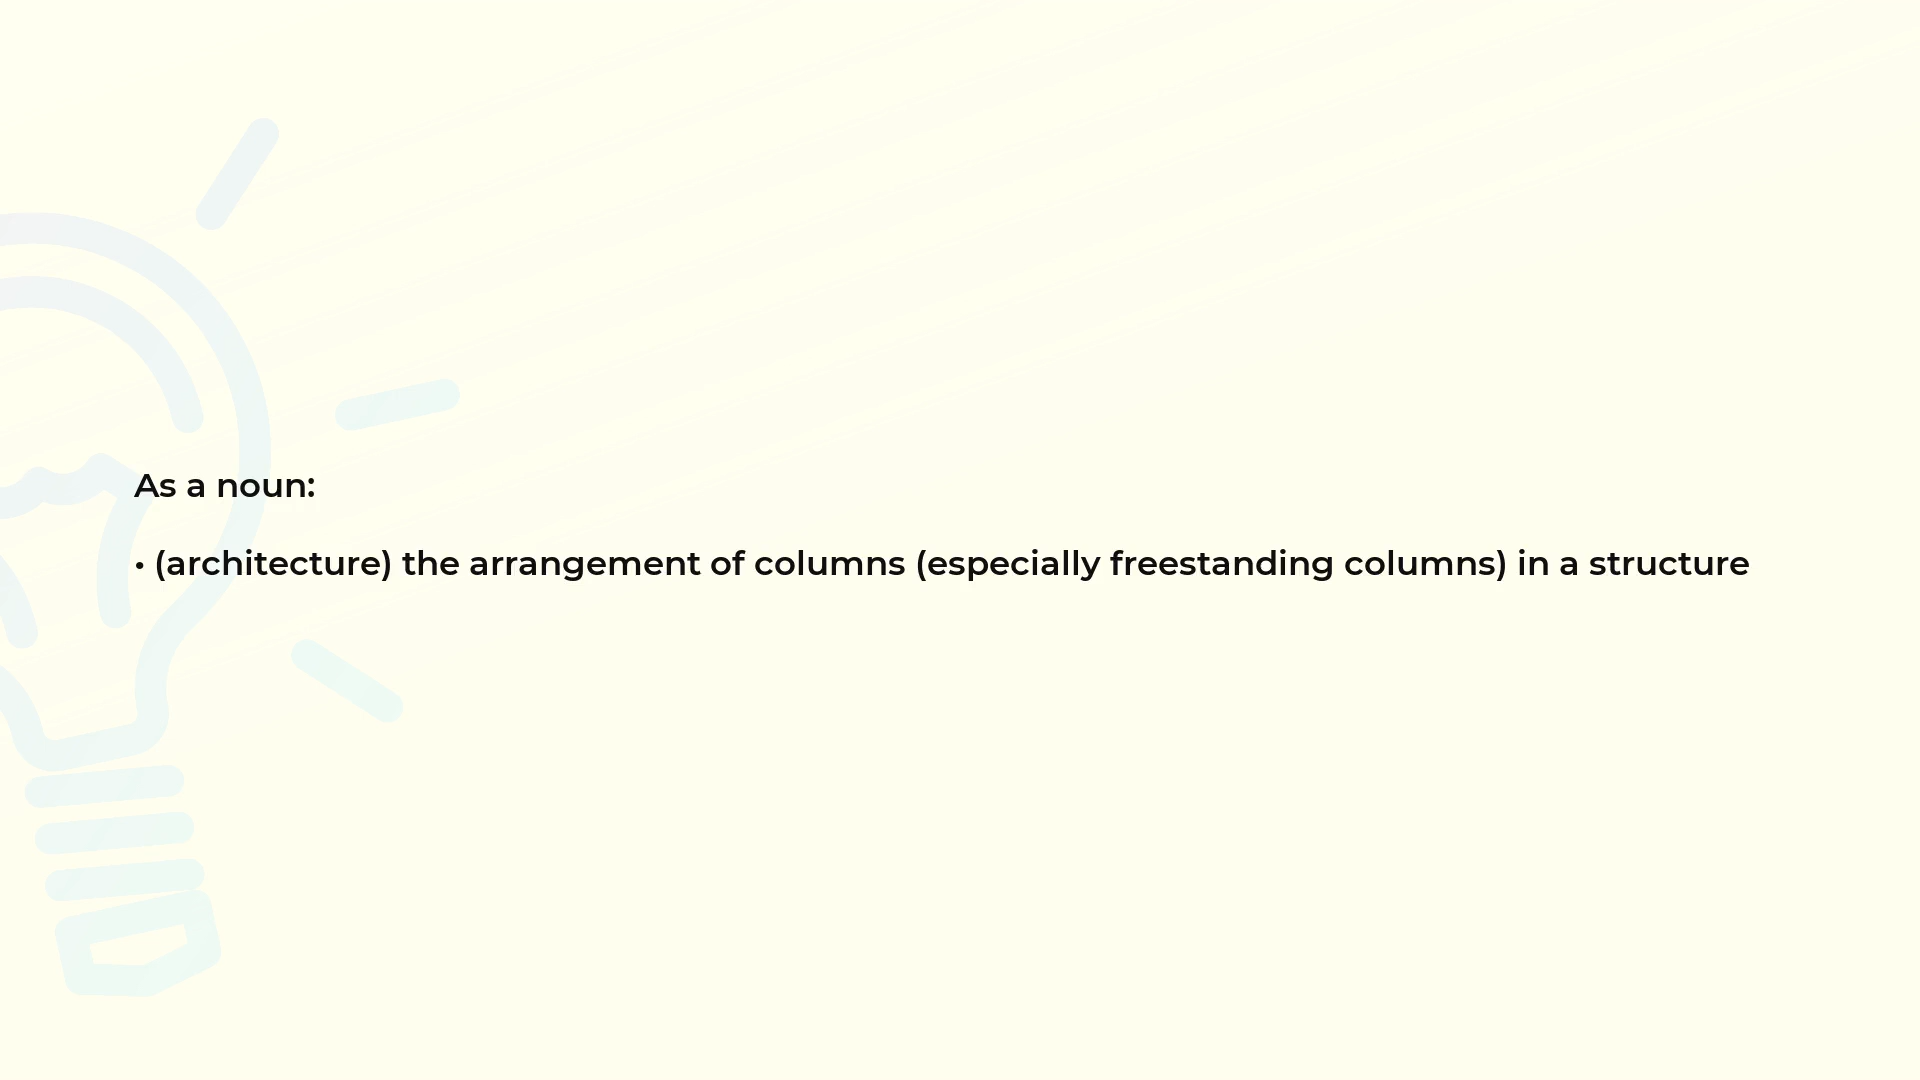 As a noun:
• (architecture) the arrangement of columns (especially freestanding columns) in a structure